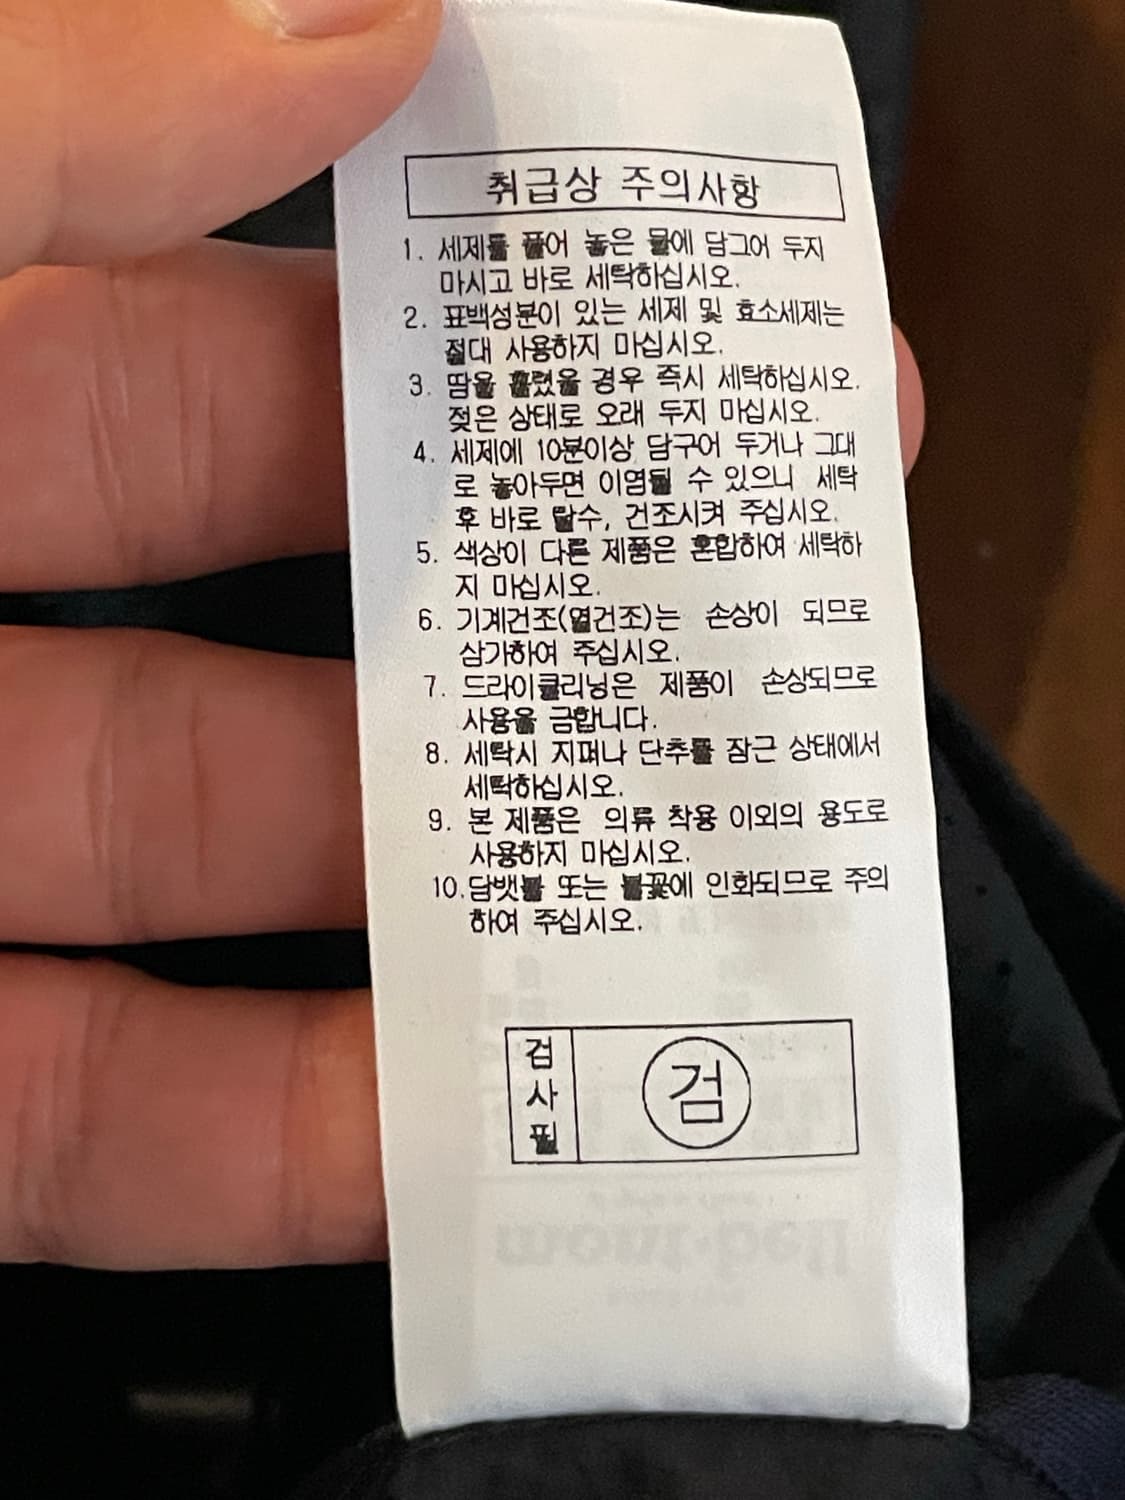 취급상 주의사항
1. 세제를 풀어 놓은 물에 담그어 두지
마시고 바로 세탁하십시오.
2. 표백성분이 있는 세제 및 효소세제는
절대 사용하지 마십시오.
3. 땀을 흘렸을 경우 즉시 세탁하십시오.
젖은 상태로 오래 두지 마십시오.
4. 세제에 10분이상 담구어 두거나 그대
로 놓아두면 이염될 수 있으니 세탁
후 바로 탈수, 건조시켜 주십시오.
5. 색상이 다른 제품은 혼합하여 세탁하
지 마십시오.
6. 기계건조(열건조)는 손상이 되므로
삼가하여 주십시오.
7. 드라이클리닝은 제품이 손상되므로
사용을 금합니다.
8. 세탁시 지퍼나 단추를 잠근 상태에서
세탁하십시오.
9. 본 제품은 의류 착용 이외의 용도로
사용하지 마십시오.
10.담뱃불 또는 불꽃에 인화되므로 주의
하여 주십시오.
검사필
검
mont-bell